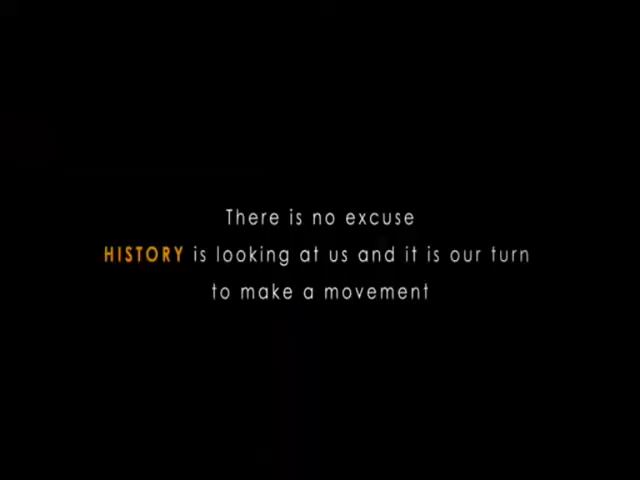 There is no excuse
HISTORY is looking at us and it is our turn
to make a movement